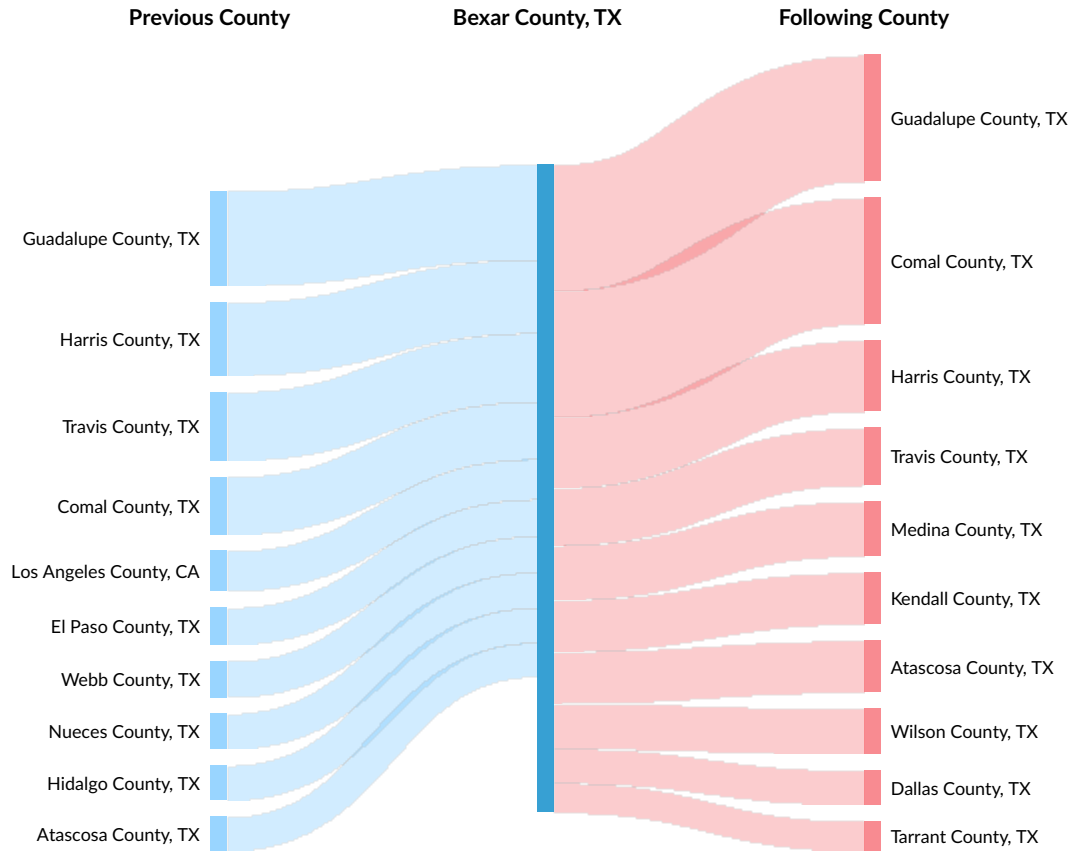 Previous County
Bexar County, TX
Following County
Guadalupe County, TX
Harris County, TX
Travis County, TX
Comal County, TX
Los Angeles County, CA
El Paso County, TX
Webb County, TX
Nueces County, TX
Hidalgo County, TX
Atascosa County, TX
Guadalupe County, TX
Comal County, TX
Harris County, TX
Travis County, TX
Medina County, TX
Kendall County, TX
Atascosa County, TX
Wilson County, TX
Dallas County, TX
Tarrant County, TX